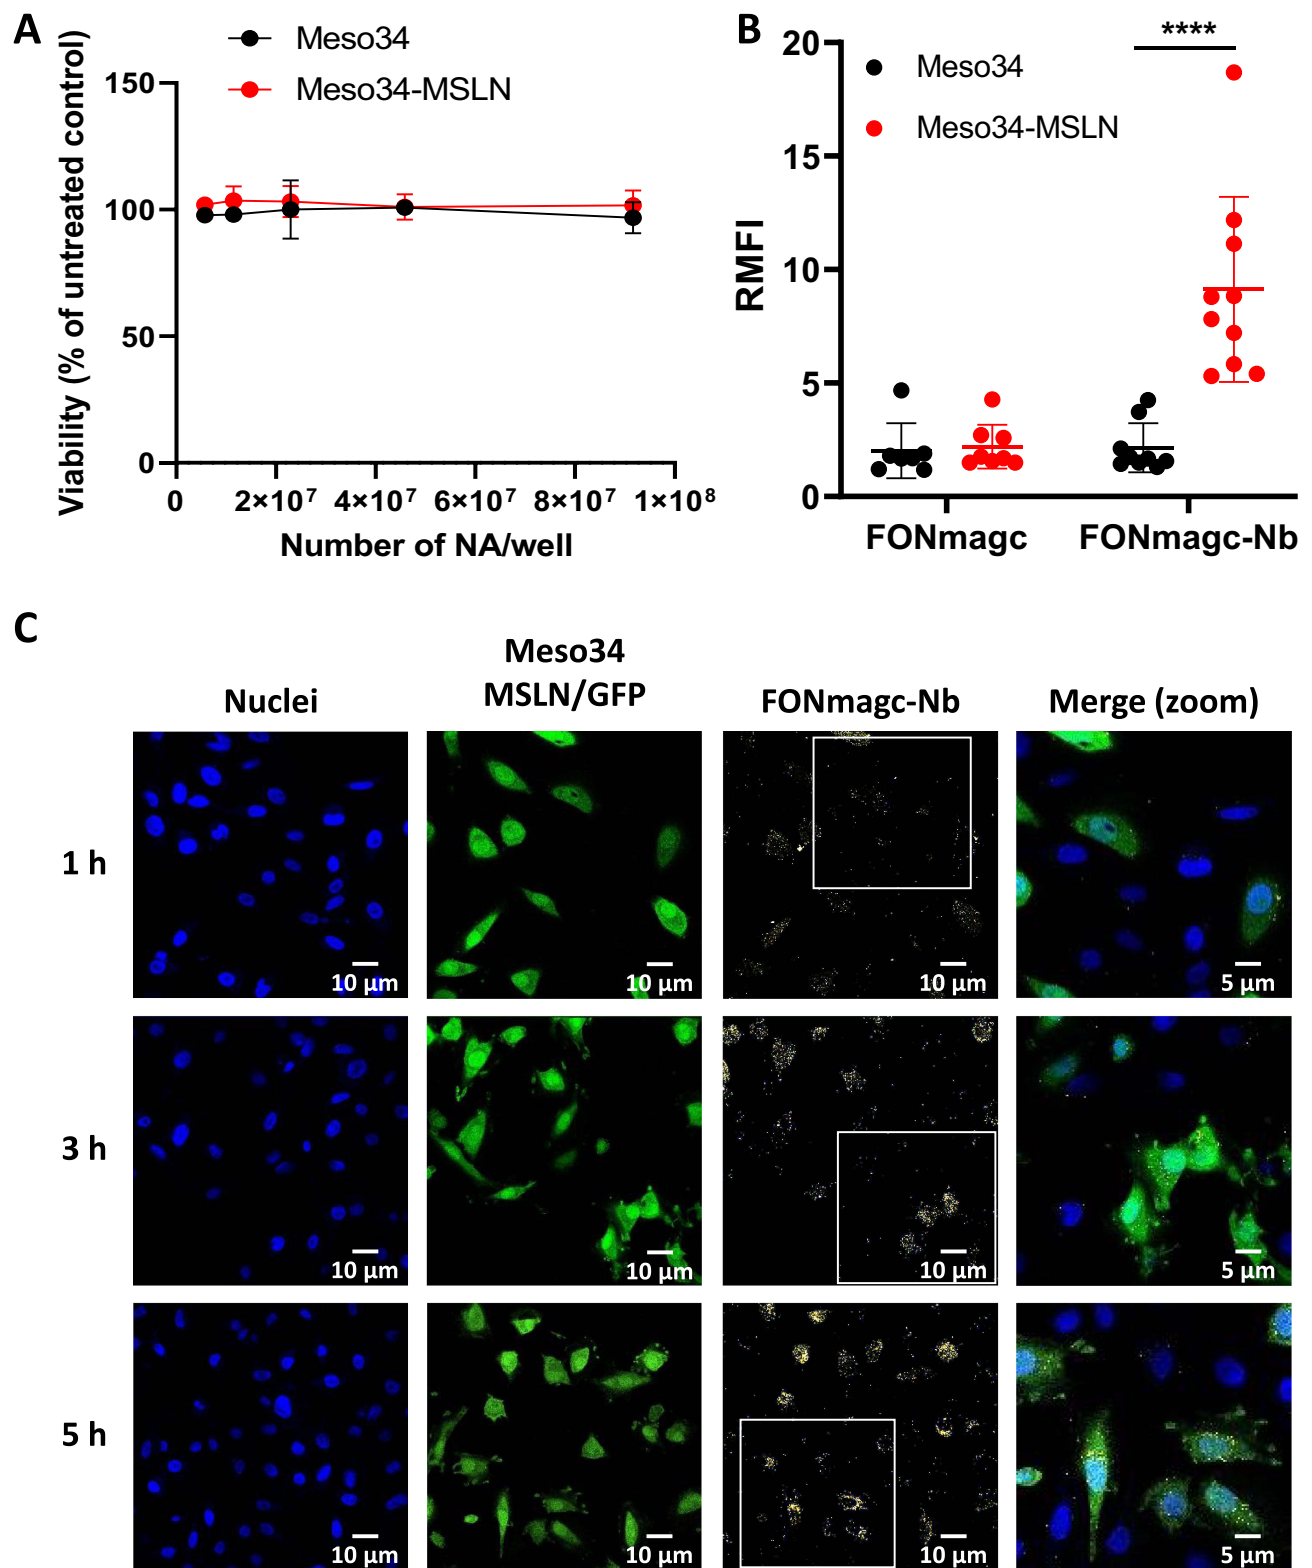 A
Viability (% of untreated control)
Meso34
Meso34-MSLN
150
100
50
0
0 2×10⁷ 4×10⁷ 6×10⁷ 8×10⁷ 1×10⁸
Number of NA/well
B
RMFI
****
Meso34
Meso34-MSLN
20
15
10
5
0
FONmagc FONmagc-Nb
C
Nuclei
Meso34
MSLN/GFP
FONmagc-Nb
Merge (zoom)
1 h
10 µm
10 µm
10 µm
5 µm
3 h
10 µm
10 µm
10 µm
5 µm
5 h
10 µm
10 µm
10 µm
5 µm